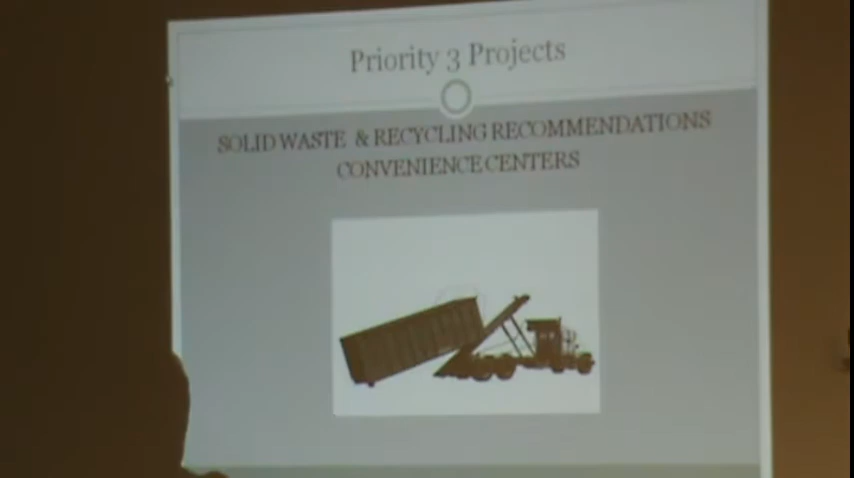 Priority 3 Projects
SOLID WASTE & RECYCLING RECOMMENDATIONS
CONVENIENCE CENTERS